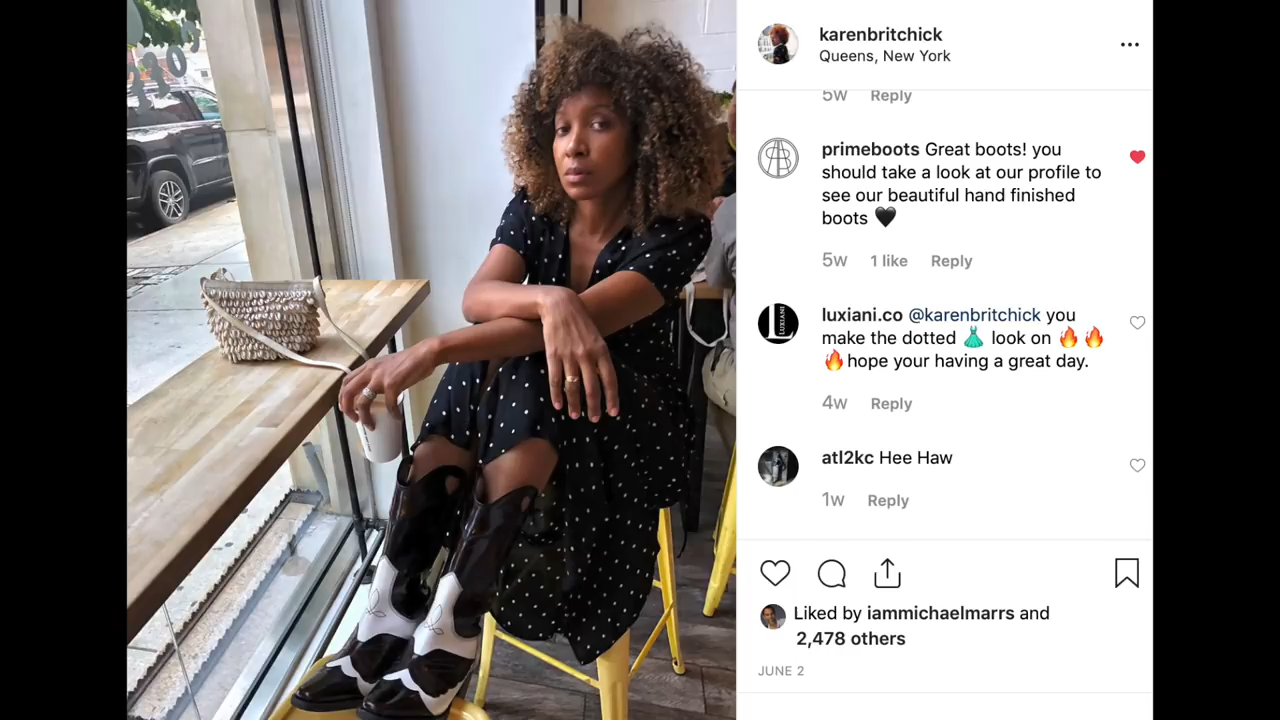 karenbritchick
Queens, New York
5w Reply
primeboots Great boots! you
should take a look at our profile to
see our beautiful hand finished
boots 🖤
5w 1 like Reply
LUXIANI
luxiani.co @karenbritchick you
make the dotted 👗 look on 🔥🔥
🔥hope your having a great day.
4w Reply
atl2kc Hee Haw
1w Reply
Liked by iammichaelmarrs and
2,478 others
JUNE 2